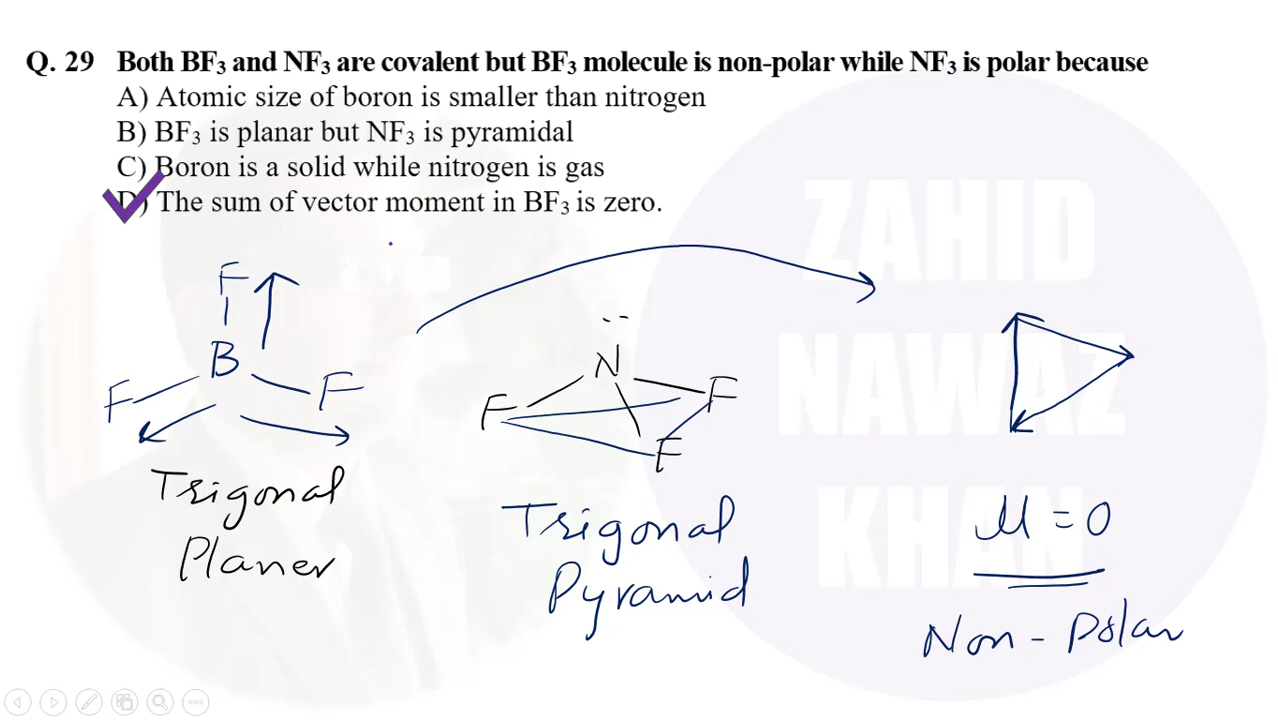 Q. 29 Both BF₃ and NF₃ are covalent but BF₃ molecule is non-polar while NF₃ is polar because
A) Atomic size of boron is smaller than nitrogen
B) BF₃ is planar but NF₃ is pyramidal
C) Boron is a solid while nitrogen is gas
D) The sum of vector moment in BF₃ is zero.
F
B
F F
Trigonal
Planer
N
F F
F
Trigonal
Pyramid
μ = 0
Non - Polar
ZAHID
NAWAZ
KHAN